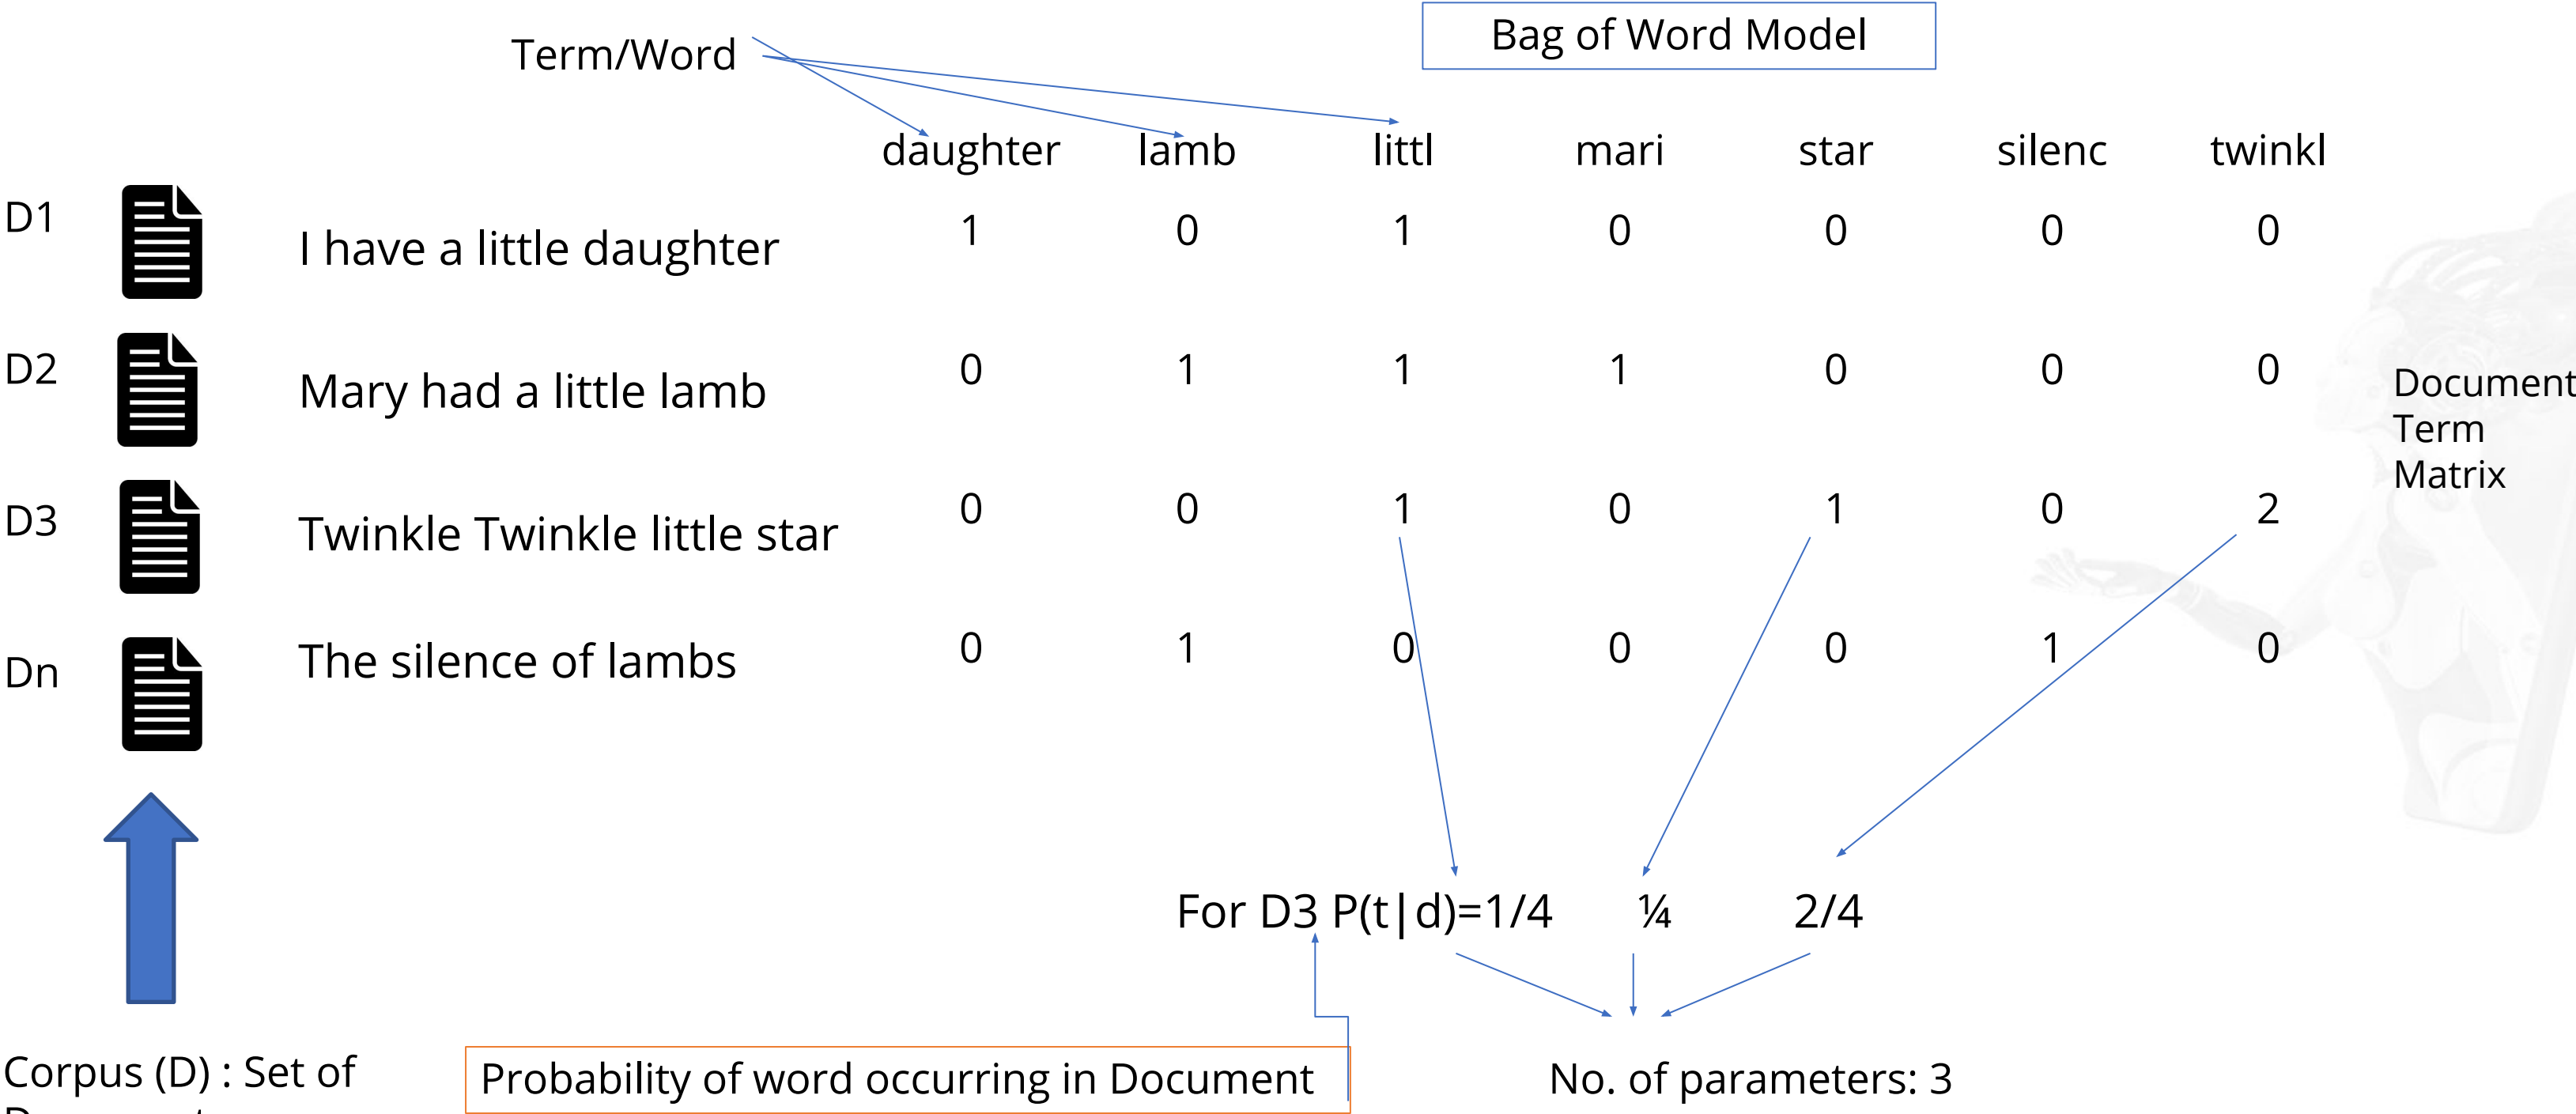 Bag of Word Model
Term/Word
daughter lamb littl mari star silenc twinkl
D1 I have a little daughter 1 0 1 0 0 0 0
D2 Mary had a little lamb 0 1 1 1 0 0 0
Document
Term
Matrix
D3 Twinkle Twinkle little star 0 0 1 0 1 0 2
Dn The silence of lambs 0 1 0 0 0 1 0
For D3 P(t|d)=1/4 ¼ 2/4
Corpus (D) : Set of
Probability of word occurring in Document
No. of parameters: 3